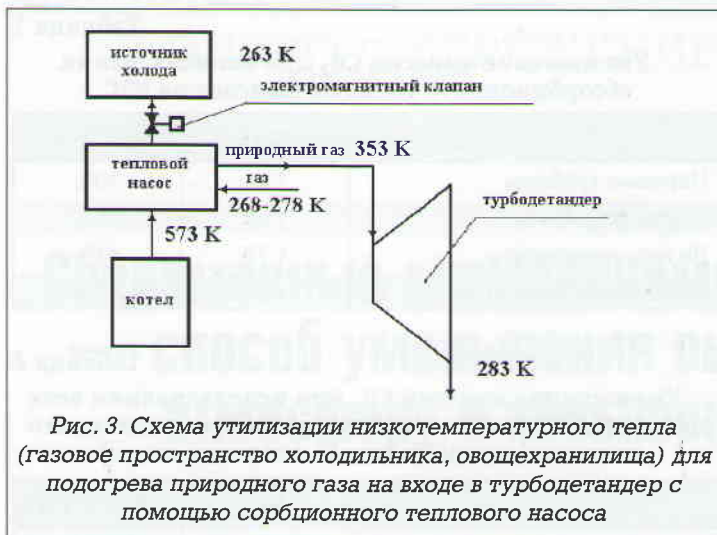 источник
холода
263 K
электромагнитный клапан
тепловой
насос
природный газ 353 K
газ
268-278 K
турбодетандер
573 K
котел
283 K
Рис. 3. Схема утилизации низкотемпературного тепла
(газовое пространство холодильника, овощехранилища) для
подогрева природного газа на входе в турбодетандер с
помощью сорбционного теплового насоса